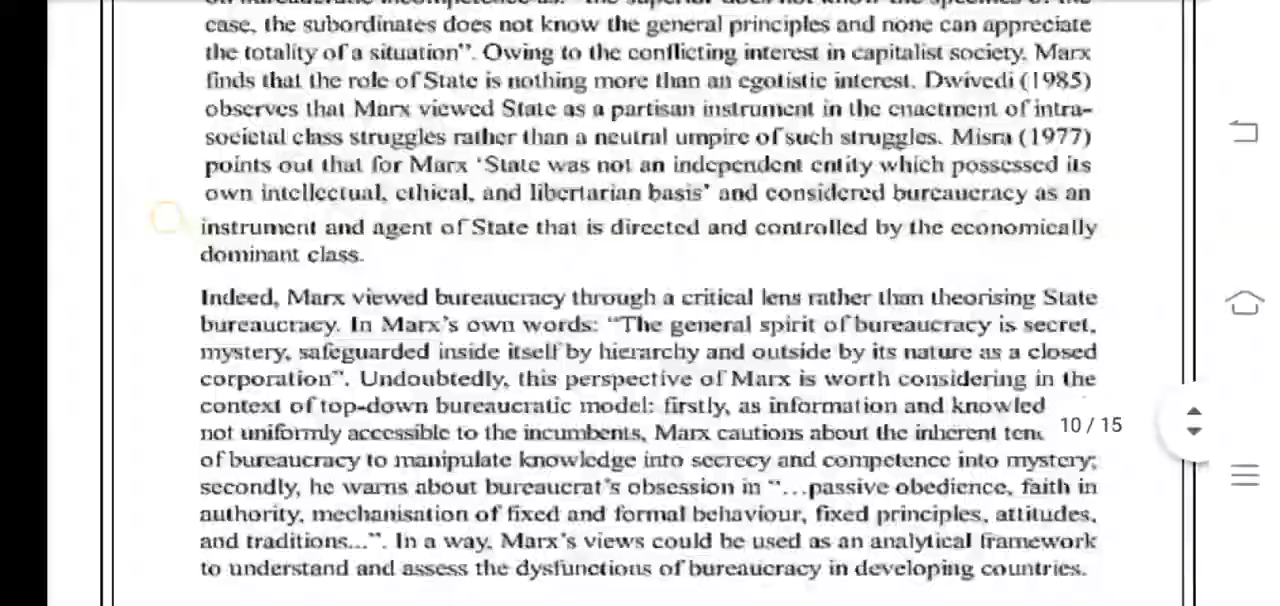 case, the subordinates does not know the general principles and none can appreciate
the totality of a situation”. Owing to the conflicting interest in capitalist society, Marx
finds that the role of State is nothing more than an egotistic interest. Dwivedi (1985)
observes that Marx viewed State as a partisan instrument in the enactment of intra-
societal class struggles rather than a neutral umpire of such struggles. Misra (1977)
points out that for Marx ‘State was not an independent entity which possessed its
own intellectual, ethical, and libertarian basis’ and considered bureaucracy as an
instrument and agent of State that is directed and controlled by the economically
dominant class.
Indeed, Marx viewed bureaucracy through a critical lens rather than theorising State
bureaucracy. In Marx’s own words: “The general spirit of bureaucracy is secret,
mystery, safeguarded inside itself by hierarchy and outside by its nature as a closed
corporation”. Undoubtedly, this perspective of Marx is worth considering in the
context of top-down bureaucratic model: firstly, as information and knowled
not uniformly accessible to the incumbents, Marx cautions about the inherent ten
10/15
of bureaucracy to manipulate knowledge into secrecy and competence into mystery;
secondly, he warns about bureaucrat’s obsession in “…passive obedience, faith in
authority, mechanisation of fixed and formal behaviour, fixed principles, attitudes,
and traditions...”. In a way, Marx’s views could be used as an analytical framework
to understand and assess the dysfunctions of bureaucracy in developing countries.